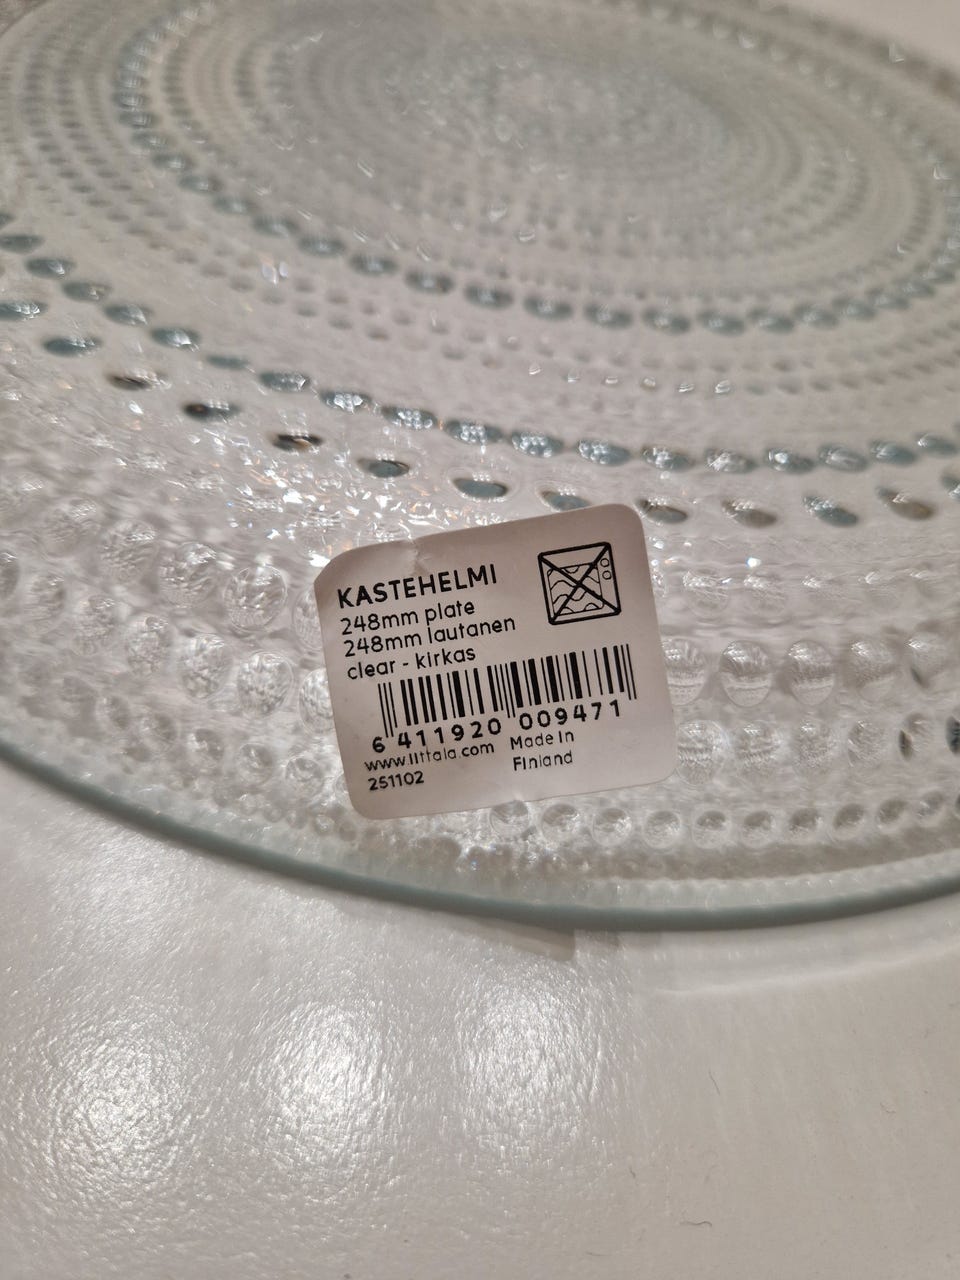 KASTEHELMI
248mm plate
248mm lautanen
clear - kirkas
6 411920 009471
www.iittala.com Made in
251102 Finland